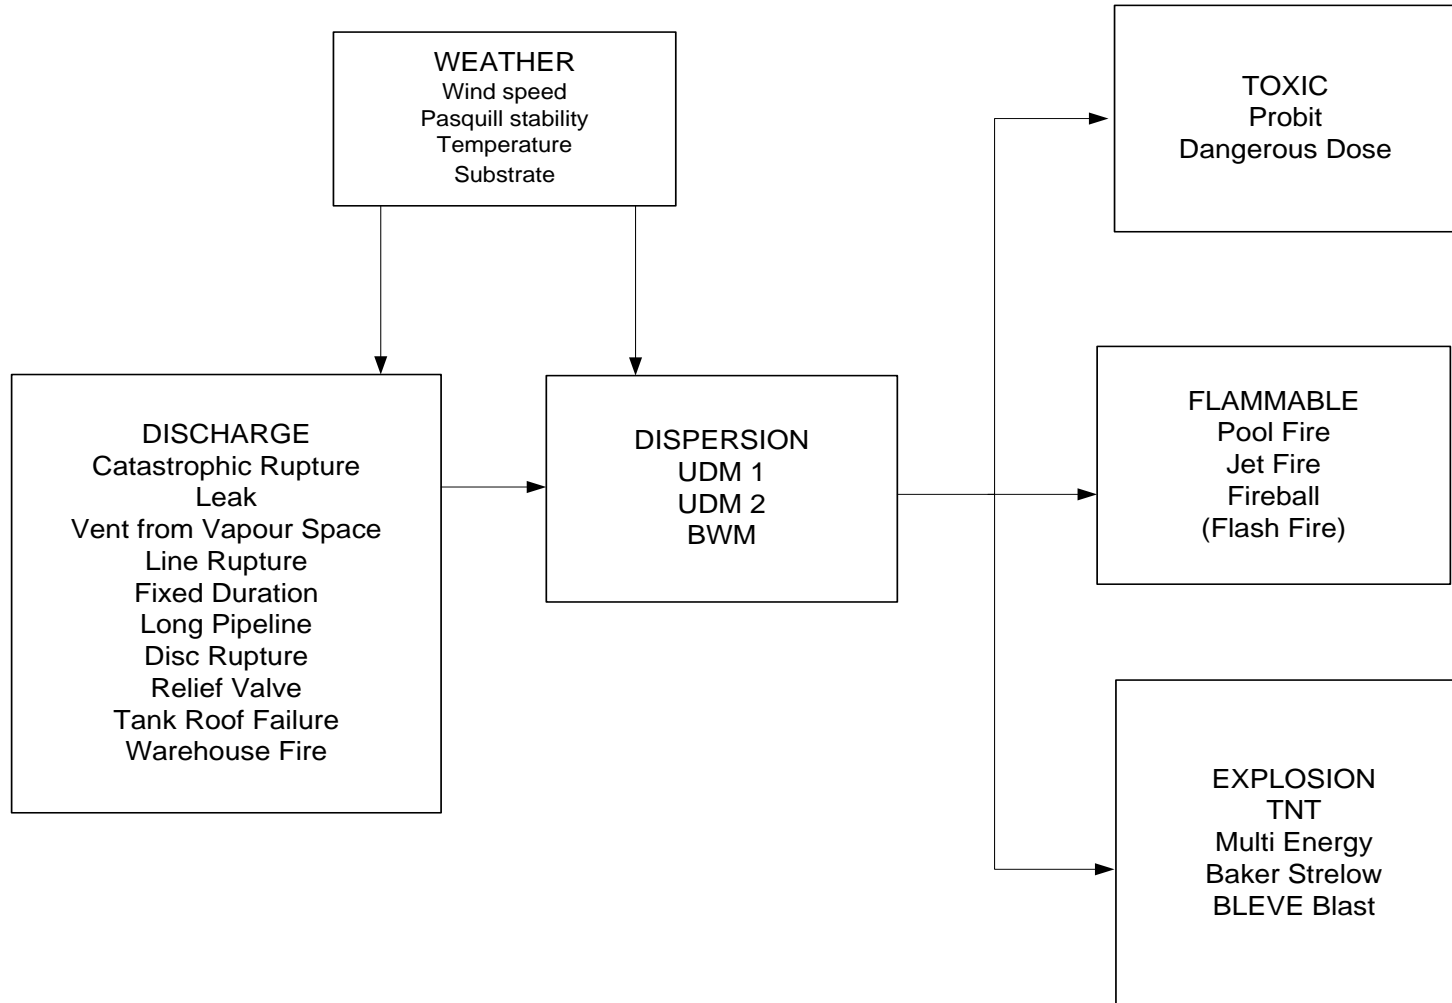 WEATHER
Wind speed
Pasquill stability
Temperature
Substrate
DISCHARGE
Catastrophic Rupture
Leak
Vent from Vapour Space
Line Rupture
Fixed Duration
Long Pipeline
Disc Rupture
Relief Valve
Tank Roof Failure
Warehouse Fire
DISPERSION
UDM 1
UDM 2
BWM
TOXIC
Probit
Dangerous Dose
FLAMMABLE
Pool Fire
Jet Fire
Fireball
(Flash Fire)
EXPLOSION
TNT
Multi Energy
Baker Strelow
BLEVE Blast